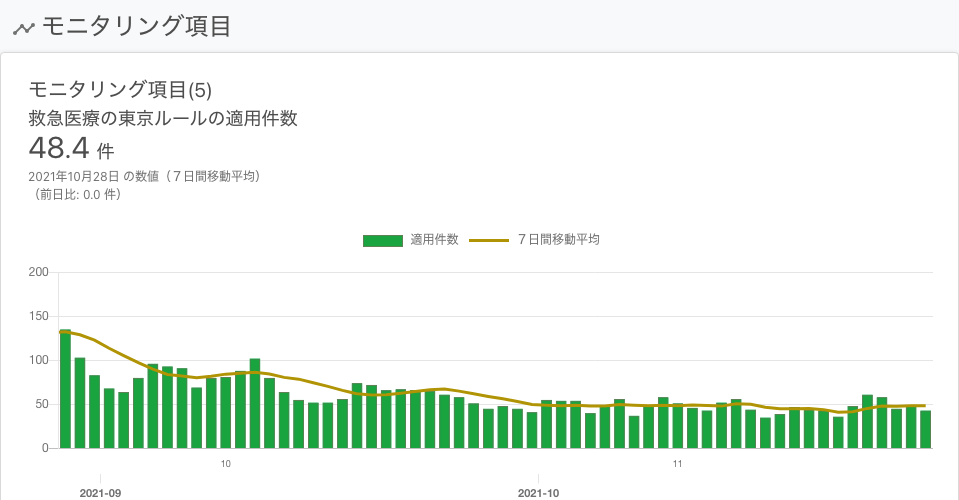 モニタリング項目
モニタリング項目(5)
救急医療の東京ルールの適用件数
48.4 件
2021年10月28日 の数値（７日間移動平均）
（前日比: 0.0 件）
適用件数 ７日間移動平均
200
150
100
50
0
10 11
2021-09 2021-10